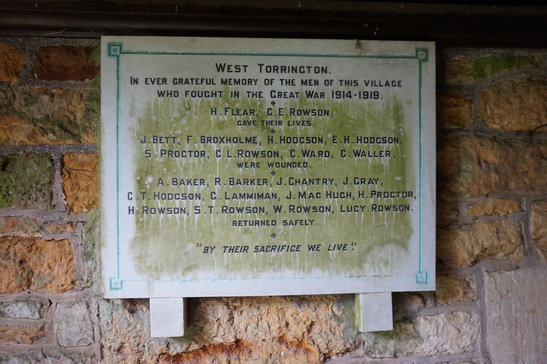 WEST TORRINGTON.
IN EVER GRATEFUL MEMORY OF THE MEN OF THIS VILLAGE
WHO FOUGHT IN THE GREAT WAR 1914-1919.
H. FLEAR, C.E. ROWSON.
GAVE THEIR LIVES.
J. BETT, F. BROXHOLME, H. HODGSON, E.H. HODGSON.
S. PROCTOR, C.L. ROWSON, C. WARD, C. WALLER.
WERE WOUNDED.
A. BAKER, R. BARKER, J. CHANTRY, J. GRAY,
C.T. HODGSON, G. LAMMIMAN, J. MAC HUGH, H. PROCTOR
H. ROWSON, S.T. ROWSON, W. ROWSON, LUCY ROWSON.
RETURNED SAFELY.
"BY THEIR SACRIFICE WE LIVE".